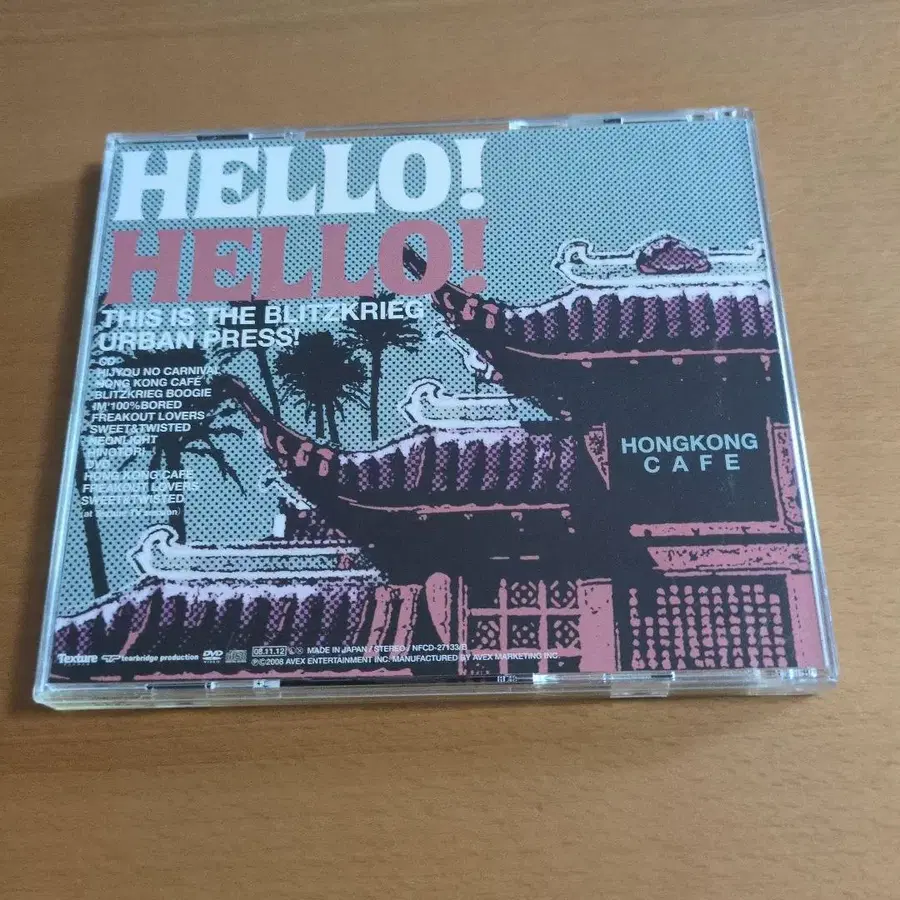 HELLO!
HELLO!
THIS IS THE BLITZKRIEG
URBAN PRESS!
CD
HIJYOU NO CARNIVAL
HONG KONG CAFE
BLITZKRIEG BOOGIE
IM 100%BORED
FREAKOUT LOVERS
SWEET&TWISTED
NEONLIGHT
HINOTORI
DVD
HONG KONG CAFE
FREAKOUT LOVERS
SWEET&TWISTED
HONGKONG
CAFE
Texture
tearbridge production
DVD
08.11.12
MADE IN JAPAN / STEREO / NFCD-27133/B
℗©2008 AVEX ENTERTAINMENT INC. MANUFACTURED BY AVEX MARKETING INC.